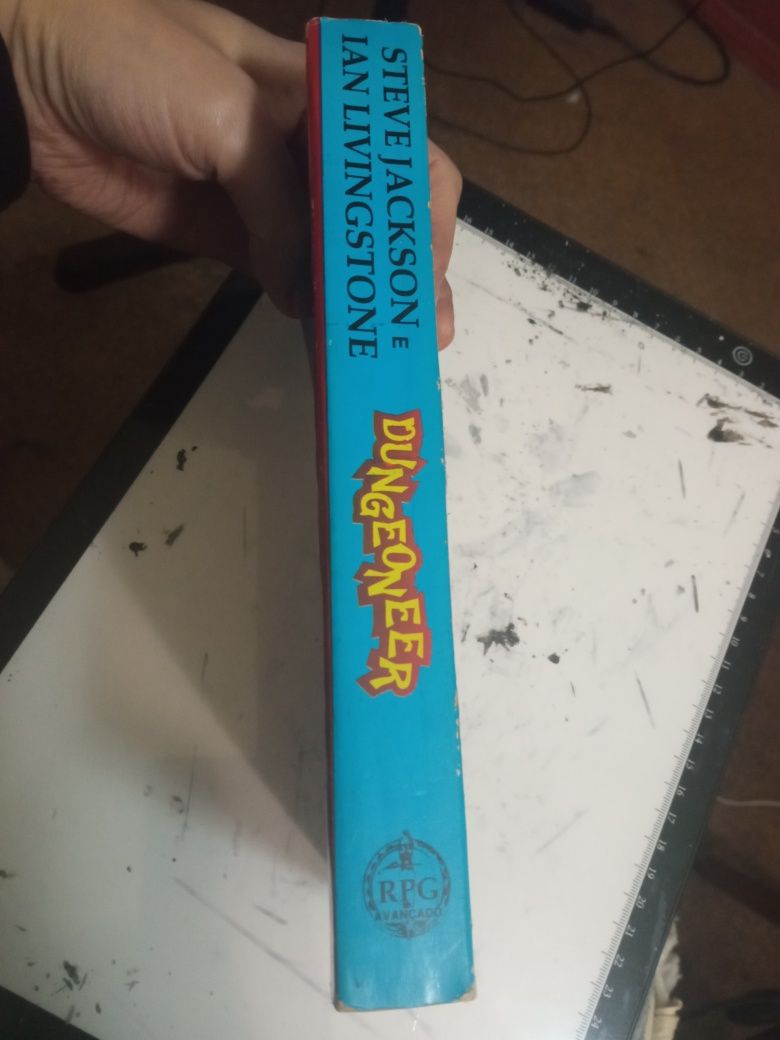 STEVE JACKSON E
IAN LIVINGSTONE
DUNGEONEER
RPG
AVANÇADO